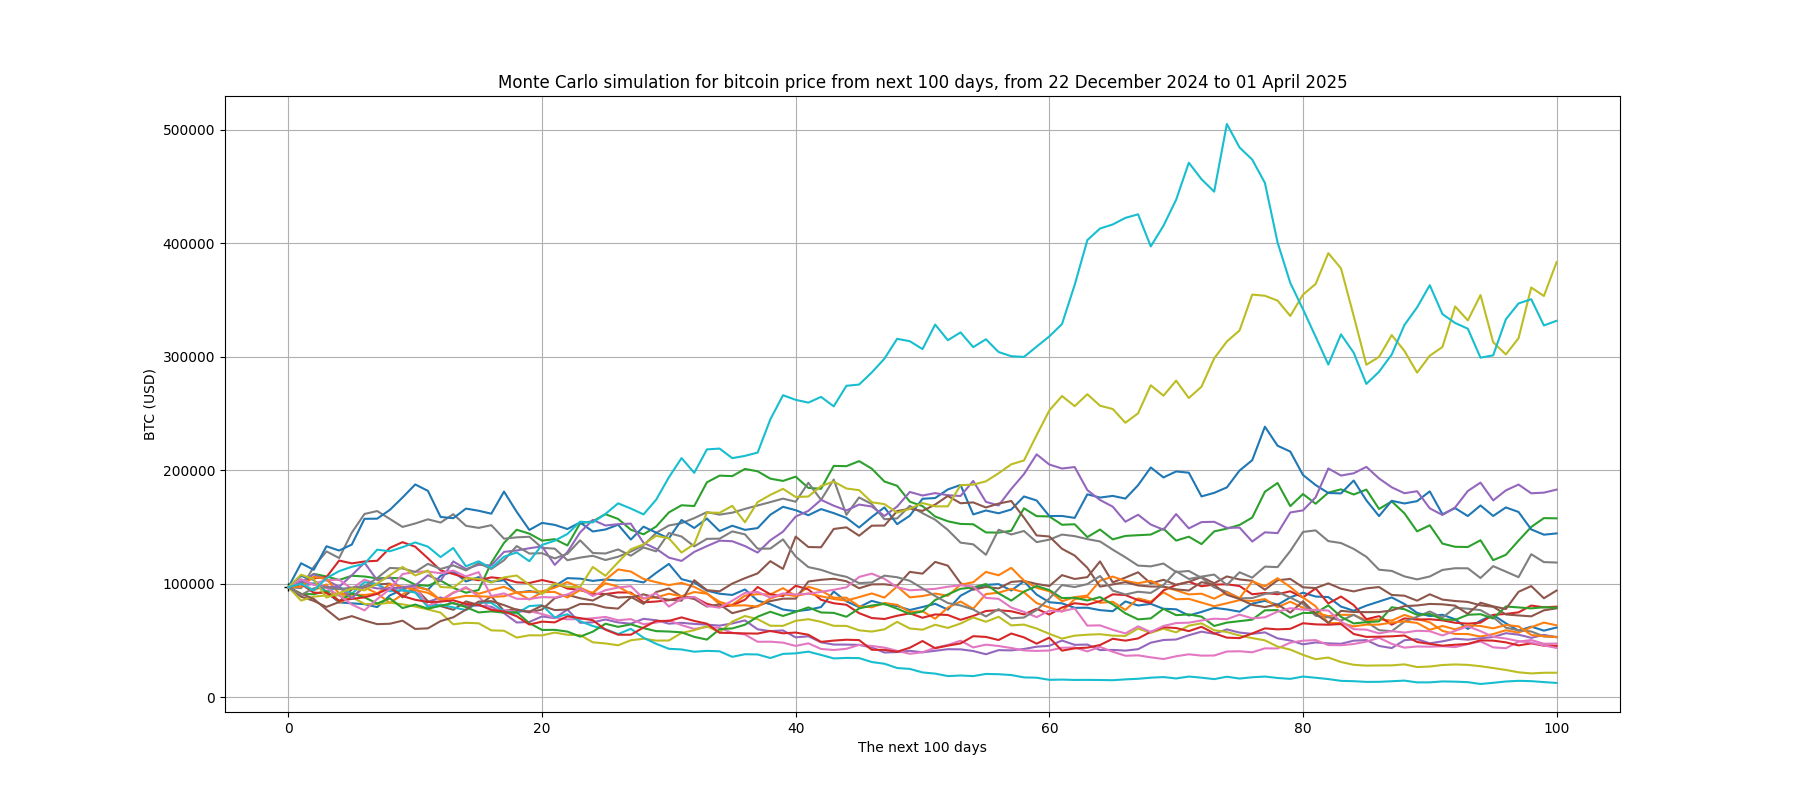 Monte Carlo simulation for bitcoin price from next 100 days, from 22 December 2024 to 01 April 2025
500000
400000
300000
200000
100000
0
BTC (USD)
0 20 40 60 80 100
The next 100 days